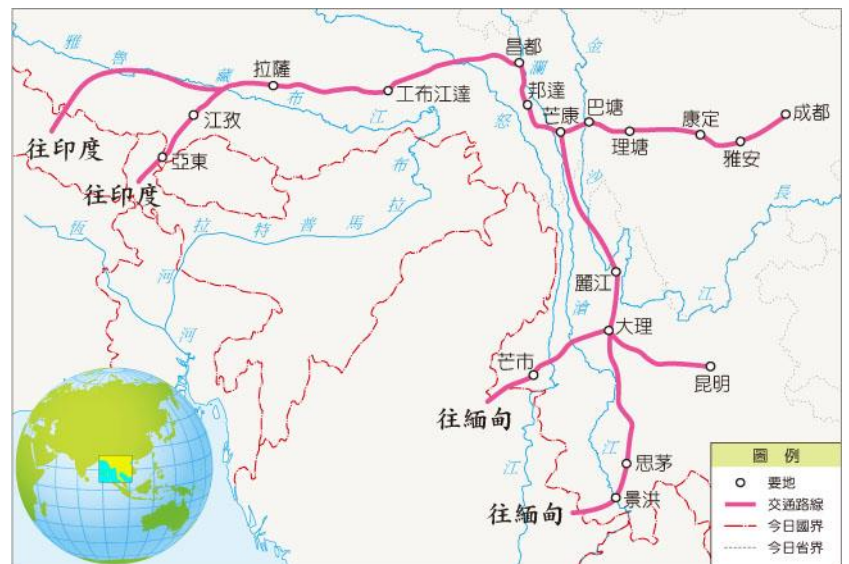 昌都
拉薩
工布江達
邦達
芒康
巴塘
理塘
康定
雅安
成都
江孜
亞東
往印度
往印度
雅魯藏布江
布拉馬普特拉河
恆河
怒江
瀾滄江
金沙江
長江
麗江
大理
芒市
昆明
往緬甸
思茅
景洪
往緬甸
圖例
要地
交通路線
今日國界
今日省界